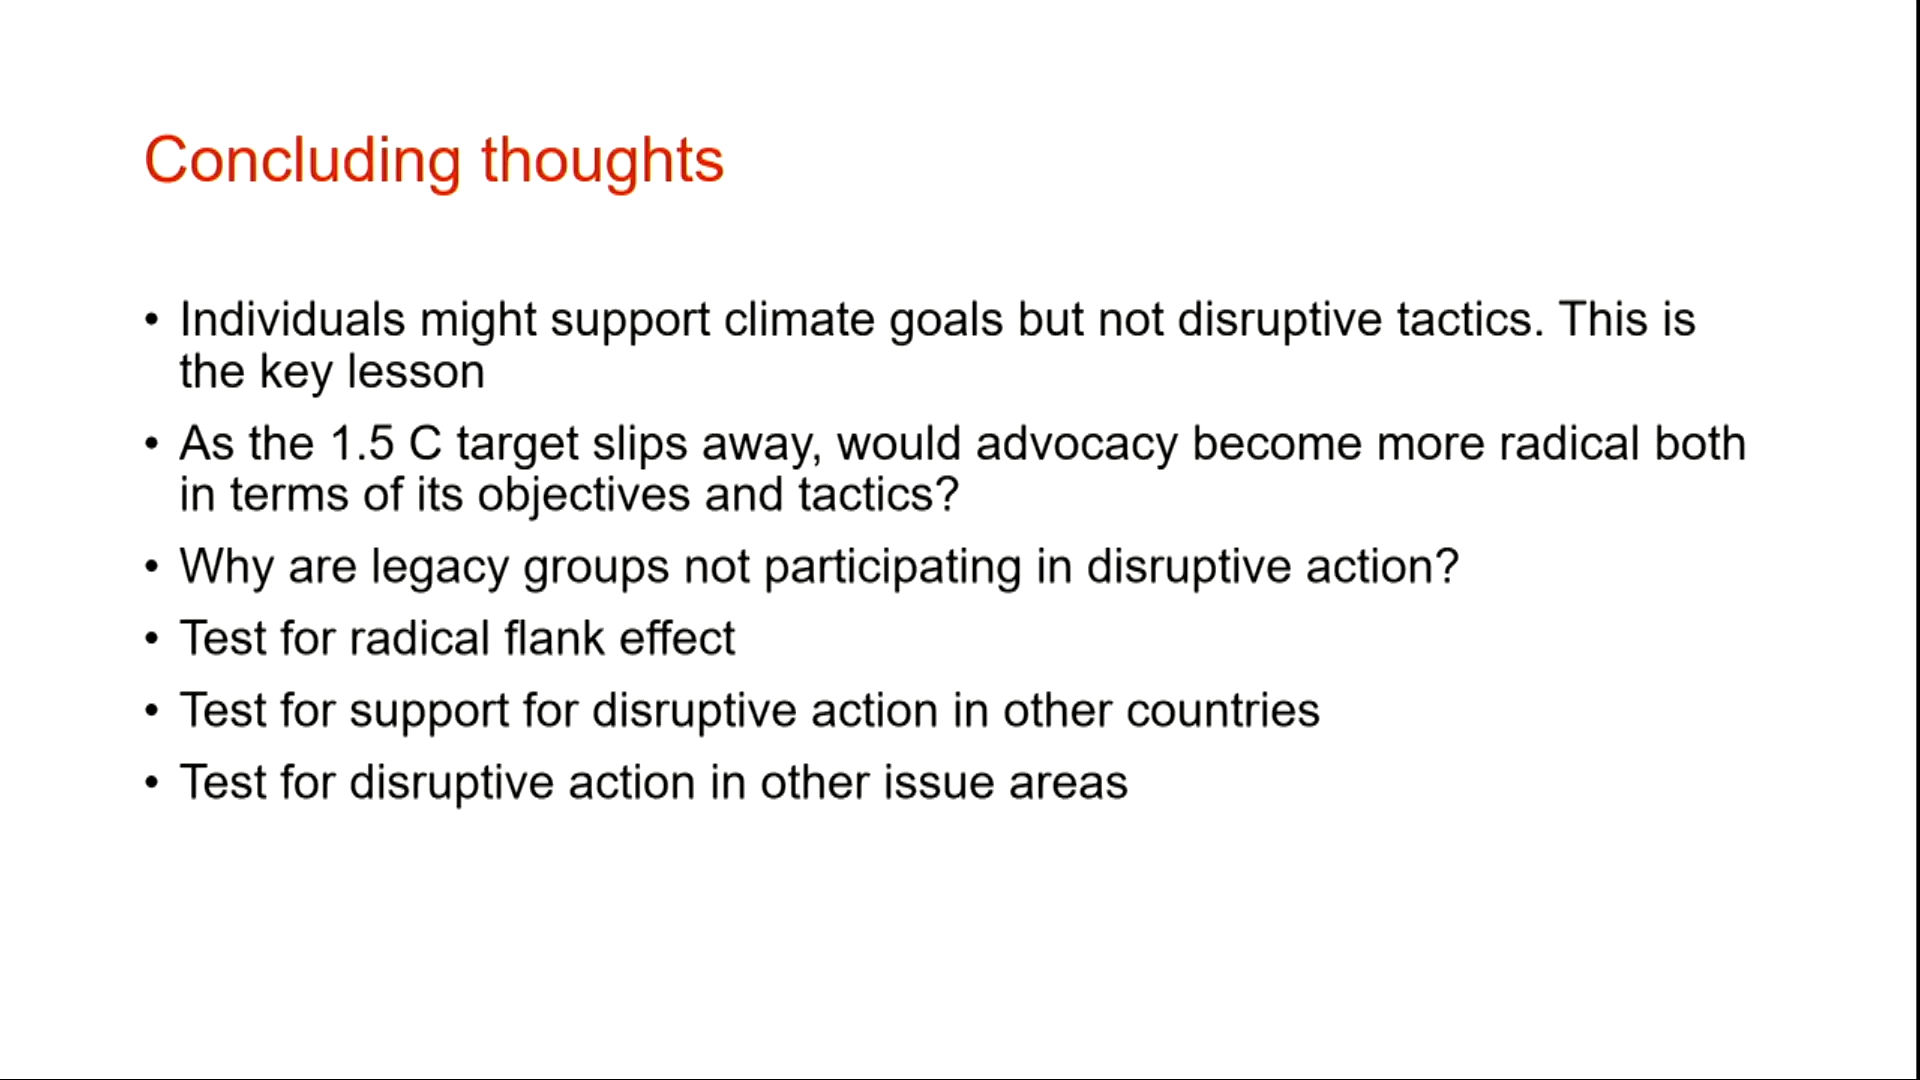 Concluding thoughts
• Individuals might support climate goals but not disruptive tactics. This is
the key lesson
• As the 1.5 C target slips away, would advocacy become more radical both
in terms of its objectives and tactics?
• Why are legacy groups not participating in disruptive action?
• Test for radical flank effect
• Test for support for disruptive action in other countries
• Test for disruptive action in other issue areas